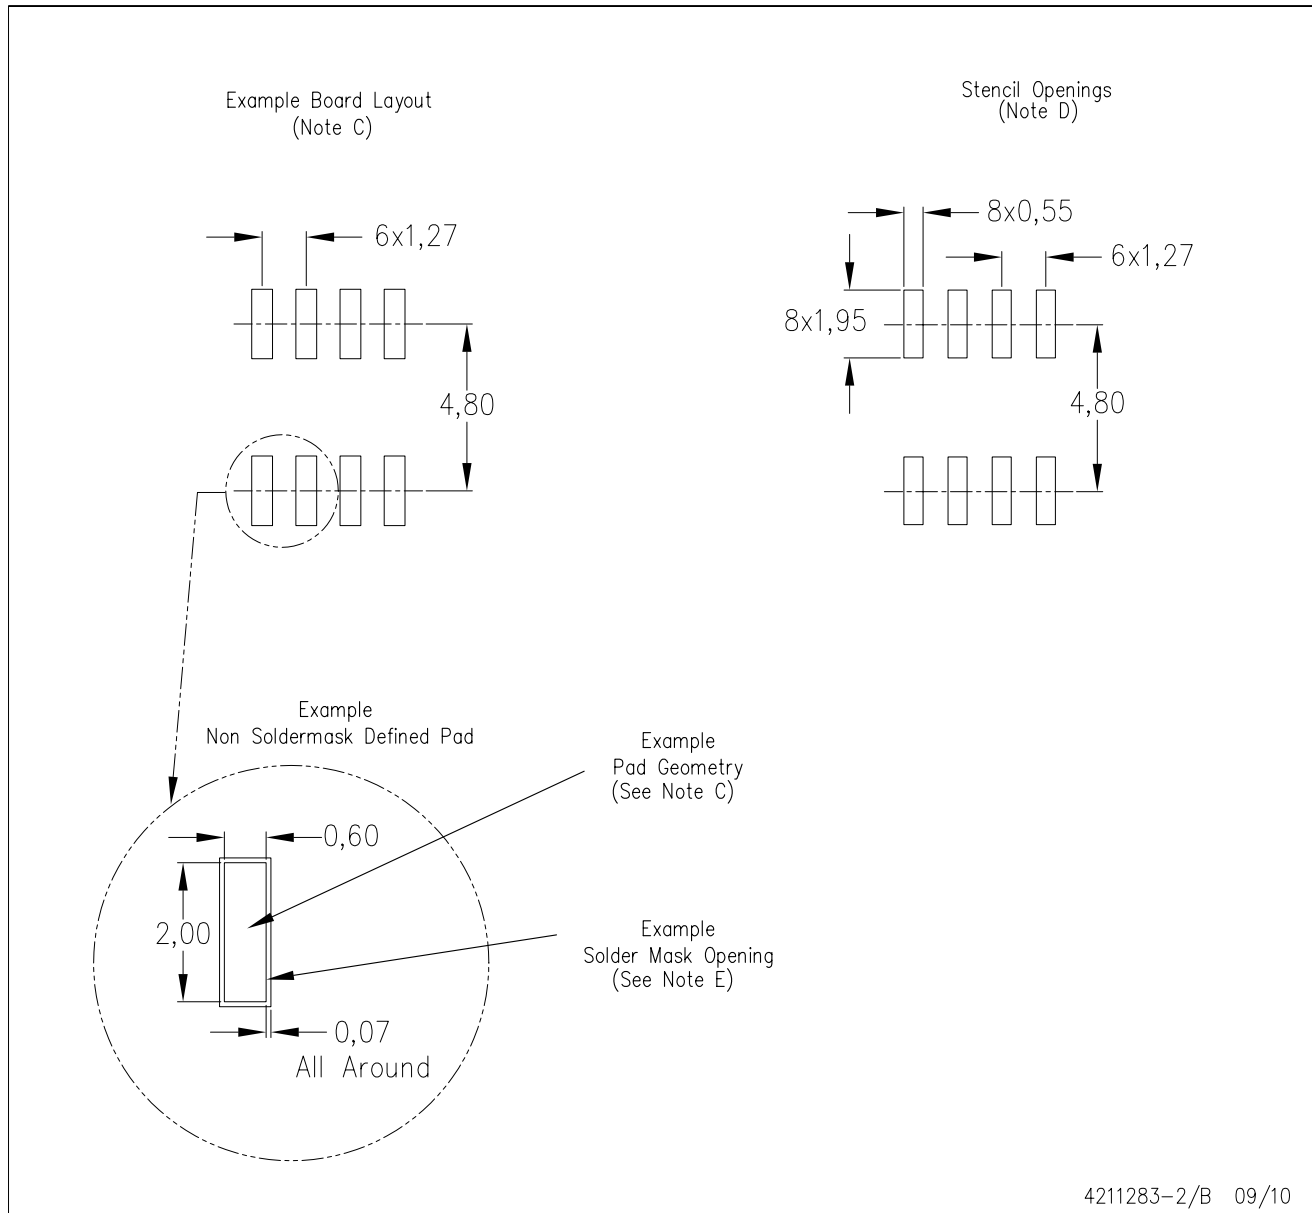 Example Board Layout
(Note C)
6x1,27
4,80
Stencil Openings
(Note D)
8x0,55
6x1,27
8x1,95
4,80
Example
Non Soldermask Defined Pad
Example
Pad Geometry
(See Note C)
0,60
2,00
Example
Solder Mask Opening
(See Note E)
0,07
All Around
4211283-2/B 09/10